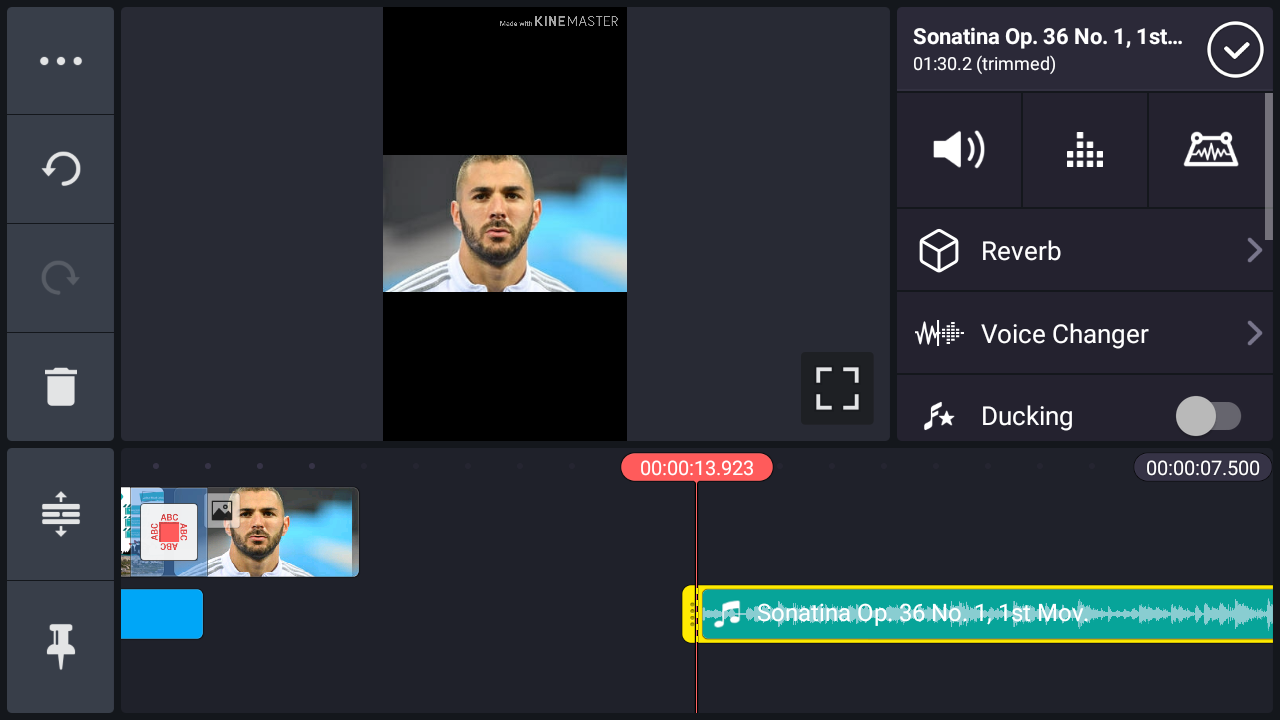 Made with KINEMASTER
Sonatina Op. 36 No. 1, 1st...
01:30.2 (trimmed)
Reverb
Voice Changer
Ducking
00:00:13.923
00:00:07.500
ABC
ABC
ABC
ABC
Sonatina Op. 36 No. 1, 1st Mov.